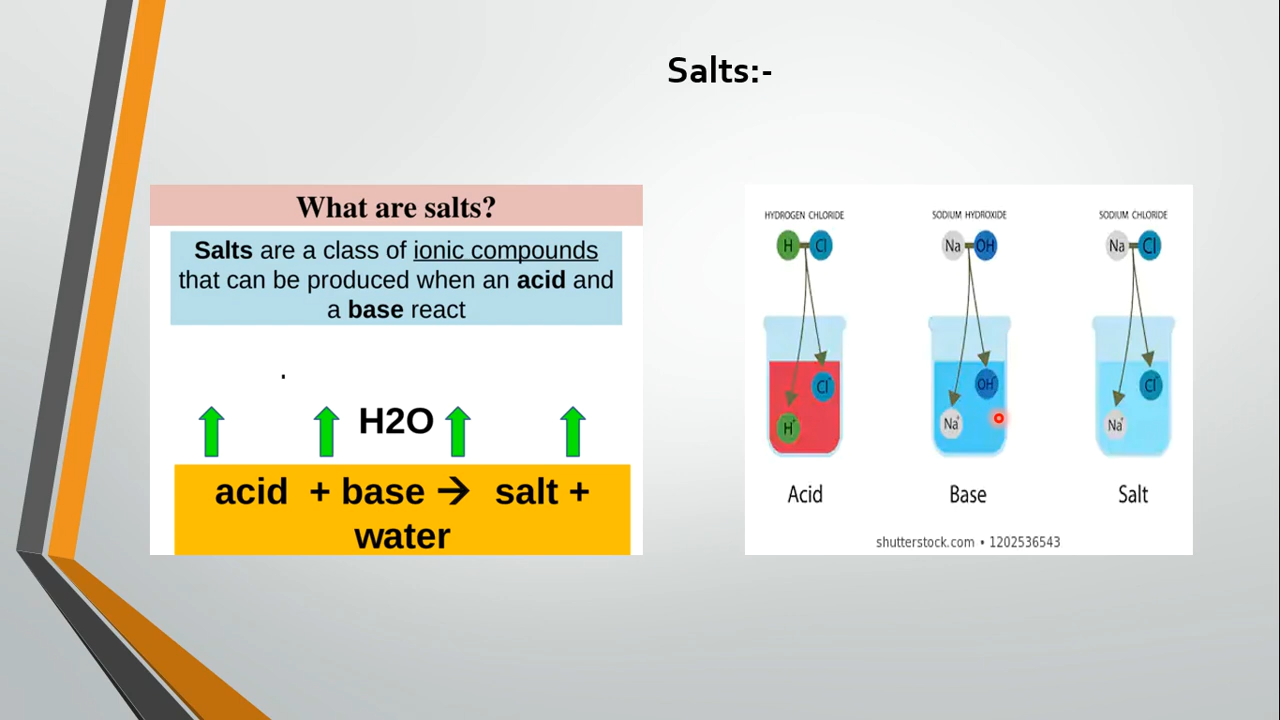 Salts:-
What are salts?
Salts are a class of ionic compounds
that can be produced when an acid and
a base react
.
H2O
acid + base → salt +
water
HYDROGEN CHLORIDE
SODIUM HYDROXIDE
SODIUM CHLORIDE
H Cl
Na OH
Na Cl
Cl⁻
H⁺
OH⁻
Na⁺
Cl⁻
Na⁺
Acid
Base
Salt
shutterstock.com • 1202536543